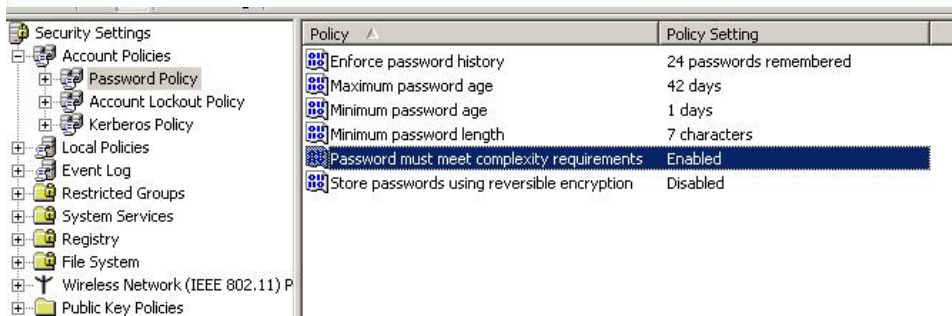 Security Settings
Account Policies
Password Policy
Account Lockout Policy
Kerberos Policy
Local Policies
Event Log
Restricted Groups
System Services
Registry
File System
Wireless Network (IEEE 802.11) P
Public Key Policies
Policy Policy Setting
Enforce password history 24 passwords remembered
Maximum password age 42 days
Minimum password age 1 days
Minimum password length 7 characters
Password must meet complexity requirements Enabled
Store passwords using reversible encryption Disabled